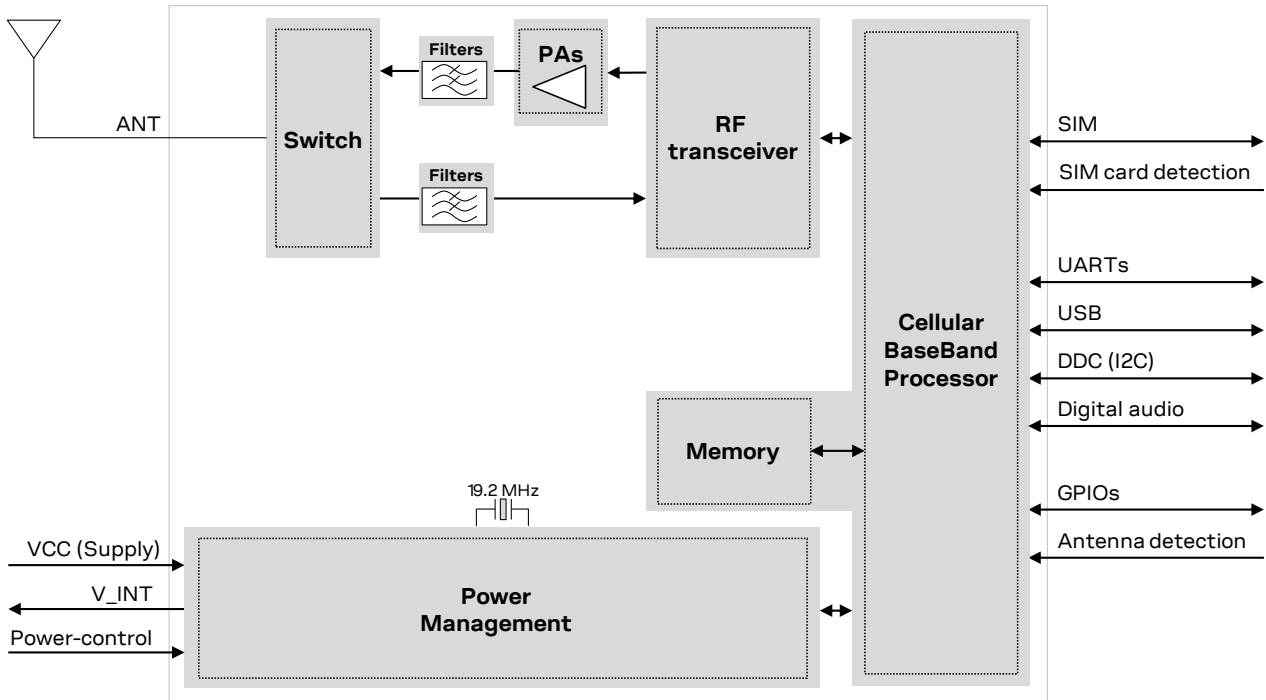 ANT
Switch
Filters
PAs
Filters
RF
transceiver
Cellular
BaseBand
Processor
Memory
19.2 MHz
Power
Management
VCC (Supply)
V_INT
Power-control
SIM
SIM card detection
UARTs
USB
DDC (I2C)
Digital audio
GPIOs
Antenna detection